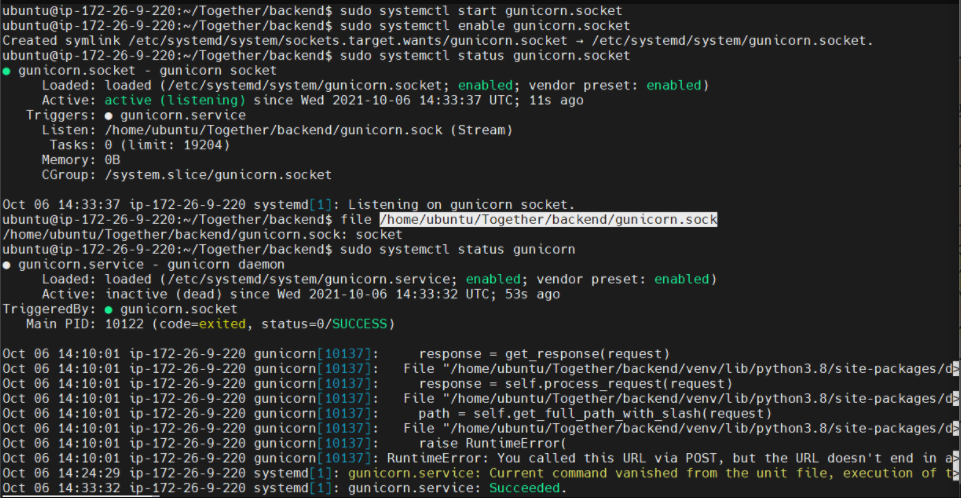 ubuntu@ip-172-26-9-220:~/Together/backend$ sudo systemctl start gunicorn.socket
ubuntu@ip-172-26-9-220:~/Together/backend$ sudo systemctl enable gunicorn.socket
Created symlink /etc/systemd/system/sockets.target.wants/gunicorn.socket → /etc/systemd/system/gunicorn.socket.
ubuntu@ip-172-26-9-220:~/Together/backend$ sudo systemctl status gunicorn.socket
● gunicorn.socket - gunicorn socket
     Loaded: loaded (/etc/systemd/system/gunicorn.socket; enabled; vendor preset: enabled)
     Active: active (listening) since Wed 2021-10-06 14:33:37 UTC; 11s ago
   Triggers: ● gunicorn.service
     Listen: /home/ubuntu/Together/backend/gunicorn.sock (Stream)
      Tasks: 0 (limit: 19204)
     Memory: 0B
     CGroup: /system.slice/gunicorn.socket

Oct 06 14:33:37 ip-172-26-9-220 systemd[1]: Listening on gunicorn socket.
ubuntu@ip-172-26-9-220:~/Together/backend$ file /home/ubuntu/Together/backend/gunicorn.sock
/home/ubuntu/Together/backend/gunicorn.sock: socket
ubuntu@ip-172-26-9-220:~/Together/backend$ sudo systemctl status gunicorn
● gunicorn.service - gunicorn daemon
     Loaded: loaded (/etc/systemd/system/gunicorn.service; enabled; vendor preset: enabled)
     Active: inactive (dead) since Wed 2021-10-06 14:33:32 UTC; 53s ago
TriggeredBy: ● gunicorn.socket
   Main PID: 10122 (code=exited, status=0/SUCCESS)

Oct 06 14:10:01 ip-172-26-9-220 gunicorn[10137]:     response = get_response(request)
Oct 06 14:10:01 ip-172-26-9-220 gunicorn[10137]:   File "/home/ubuntu/Together/backend/venv/lib/python3.8/site-packages/d>
Oct 06 14:10:01 ip-172-26-9-220 gunicorn[10137]:     response = self.process_request(request)
Oct 06 14:10:01 ip-172-26-9-220 gunicorn[10137]:   File "/home/ubuntu/Together/backend/venv/lib/python3.8/site-packages/d>
Oct 06 14:10:01 ip-172-26-9-220 gunicorn[10137]:     path = self.get_full_path_with_slash(request)
Oct 06 14:10:01 ip-172-26-9-220 gunicorn[10137]:   File "/home/ubuntu/Together/backend/venv/lib/python3.8/site-packages/d>
Oct 06 14:10:01 ip-172-26-9-220 gunicorn[10137]:     raise RuntimeError(
Oct 06 14:10:01 ip-172-26-9-220 gunicorn[10137]: RuntimeError: You called this URL via POST, but the URL doesn't end in a>
Oct 06 14:24:29 ip-172-26-9-220 systemd[1]: gunicorn.service: Current command vanished from the unit file, execution of t>
Oct 06 14:33:32 ip-172-26-9-220 systemd[1]: gunicorn.service: Succeeded.